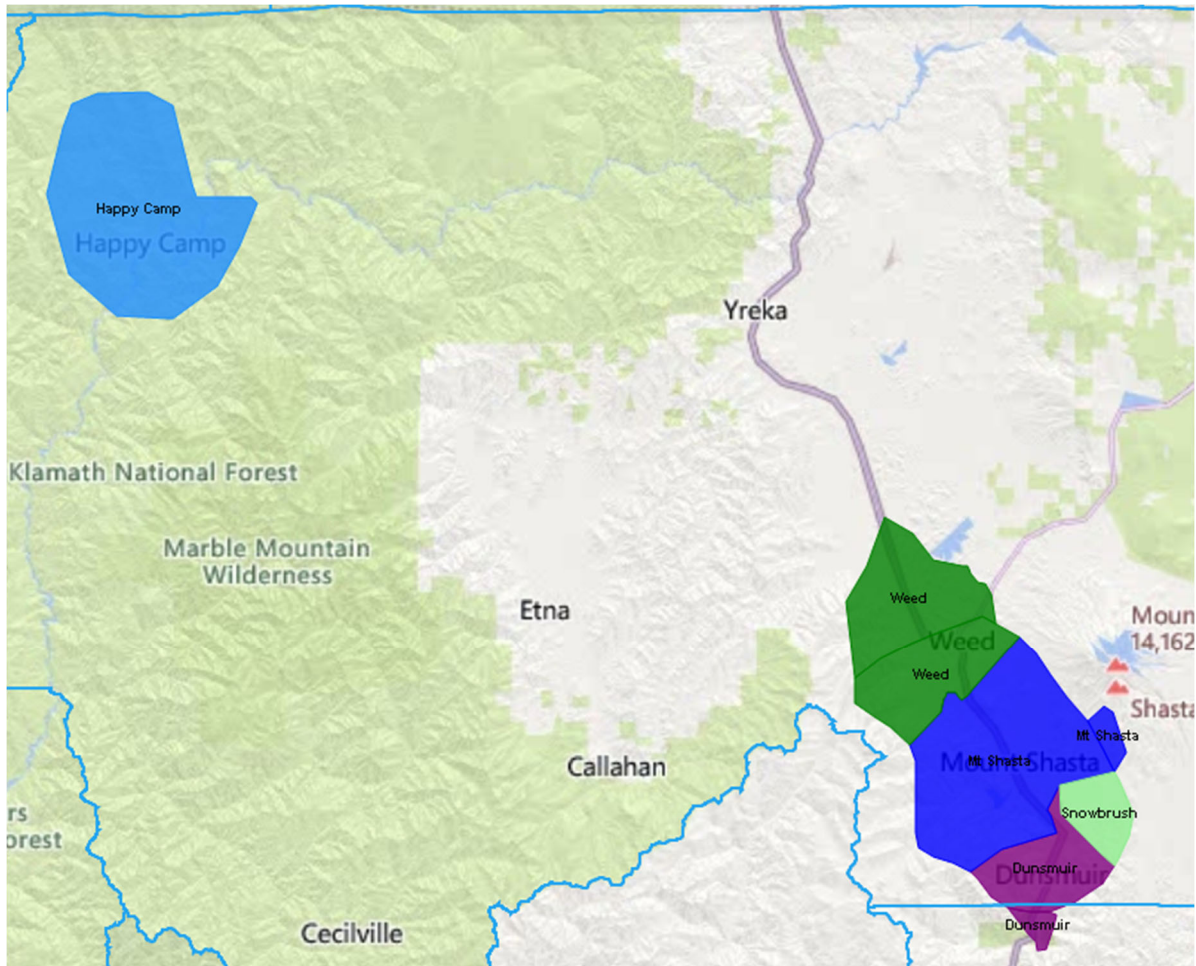 Happy Camp
Happy Camp
Yreka
Klamath National Forest
Marble Mountain
Wilderness
Etna
Weed
Weed
Weed
Moun
14,162
Shasta
Mt Shasta
Mount Shasta
Mt Shasta
Callahan
Snowbrush
rs
orest
Dunsmuir
Dunsmuir
Dunsmuir
Cecilville